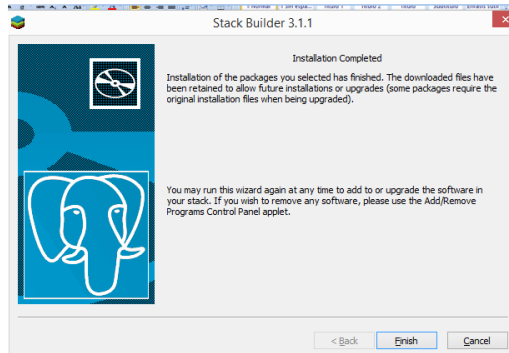 Stack Builder 3.1.1
Installation Completed
Installation of the packages you selected has finished. The downloaded files have
been retained to allow future installations or upgrades (some packages require the
original installation files when being upgraded).
You may run this wizard again at any time to add to or upgrade the software in
your stack. If you wish to remove any software, please use the Add/Remove
Programs Control Panel applet.
< Back
Finish
Cancel